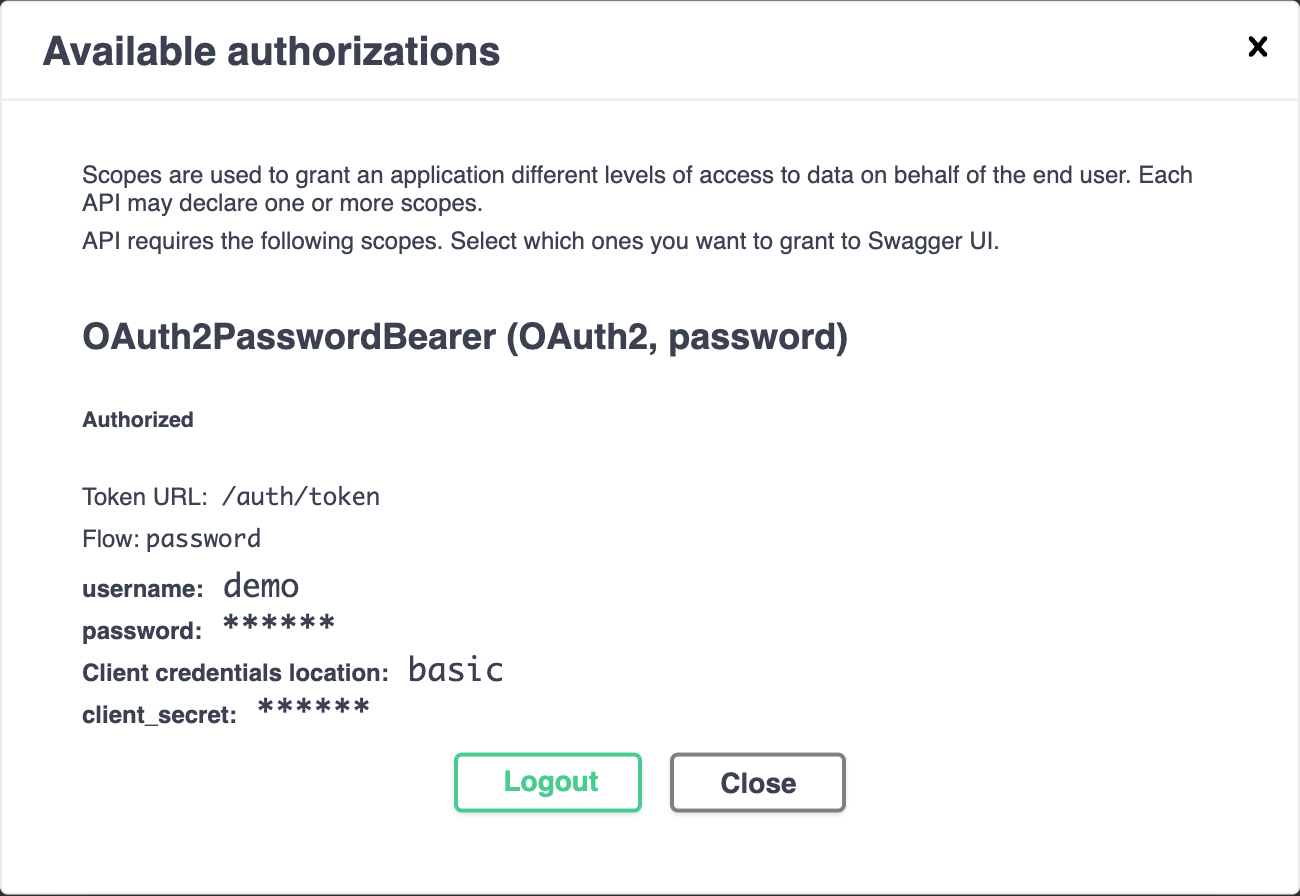 Available authorizations
Scopes are used to grant an application different levels of access to data on behalf of the end user. Each
API may declare one or more scopes.
API requires the following scopes. Select which ones you want to grant to Swagger UI.
OAuth2PasswordBearer (OAuth2, password)
Authorized
Token URL: /auth/token
Flow: password
username: demo
password: ******
Client credentials location: basic
client_secret: ******
Logout Close